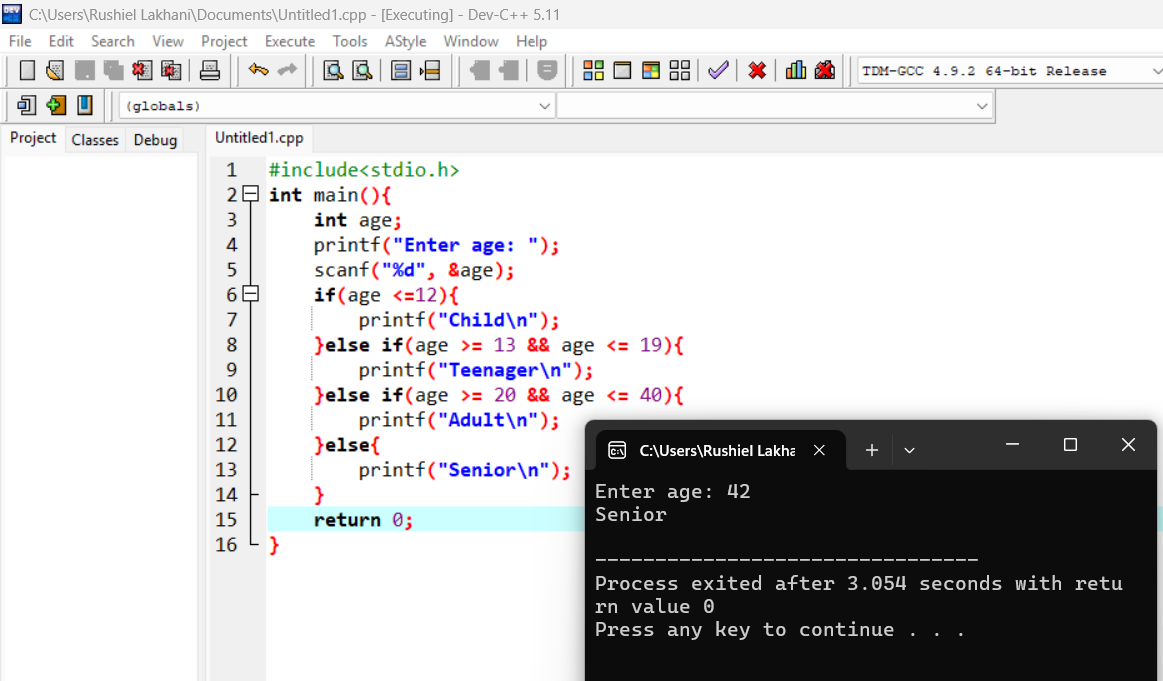 C:\Users\Rushiel Lakhani\Documents\Untitled1.cpp - [Executing] - Dev-C++ 5.11
File Edit Search View Project Execute Tools AStyle Window Help
TDM-GCC 4.9.2 64-bit Release
(globals)
Project Classes Debug Untitled1.cpp
1 #include<stdio.h>
2 int main(){
3 int age;
4 printf("Enter age: ");
5 scanf("%d", &age);
6 if(age <=12){
7 printf("Child\n");
8 }else if(age >= 13 && age <= 19){
9 printf("Teenager\n");
10 }else if(age >= 20 && age <= 40){
11 printf("Adult\n");
12 }else{
13 printf("Senior\n");
14 }
15 return 0;
16 }
C:\Users\Rushiel Lakha
Enter age: 42
Senior
--------------------------------
Process exited after 3.054 seconds with retu
rn value 0
Press any key to continue . . .